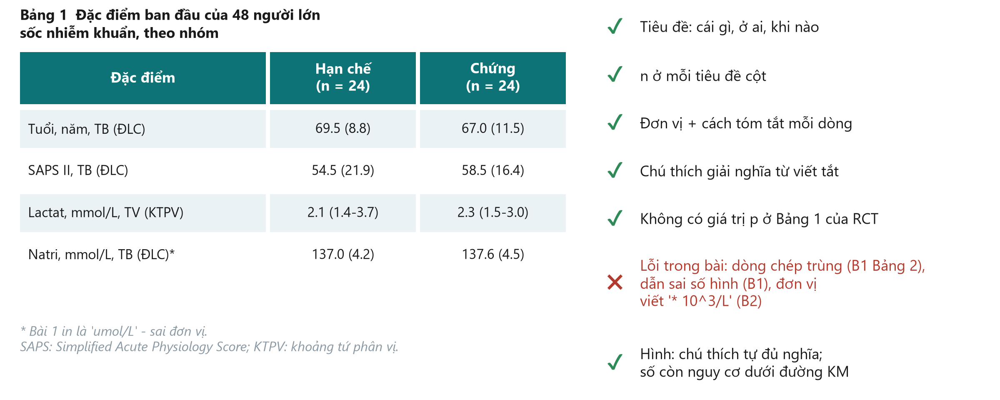 Bảng 1  Đặc điểm ban đầu của 48 người lớn
sốc nhiễm khuẩn, theo nhóm
Đặc điểm
Hạn chế
(n = 24)
Chứng
(n = 24)
Tuổi, năm, TB (ĐLC)
69.5 (8.8)
67.0 (11.5)
SAPS II, TB (ĐLC)
54.5 (21.9)
58.5 (16.4)
Lactat, mmol/L, TV (KTPV)
2.1 (1.4-3.7)
2.3 (1.5-3.0)
Natri, mmol/L, TB (ĐLC)*
137.0 (4.2)
137.6 (4.5)
* Bài 1 in là 'umol/L' - sai đơn vị.
SAPS: Simplified Acute Physiology Score; KTPV: khoảng tứ phân vị.
✓ Tiêu đề: cái gì, ở ai, khi nào
✓ n ở mỗi tiêu đề cột
✓ Đơn vị + cách tóm tắt mỗi dòng
✓ Chú thích giải nghĩa từ viết tắt
✓ Không có giá trị p ở Bảng 1 của RCT
✕ Lỗi trong bài: dòng chép trùng (B1 Bảng 2),
dẫn sai số hình (B1), đơn vị
viết '* 10^3/L' (B2)
✓ Hình: chú thích tự đủ nghĩa;
số còn nguy cơ dưới đường KM